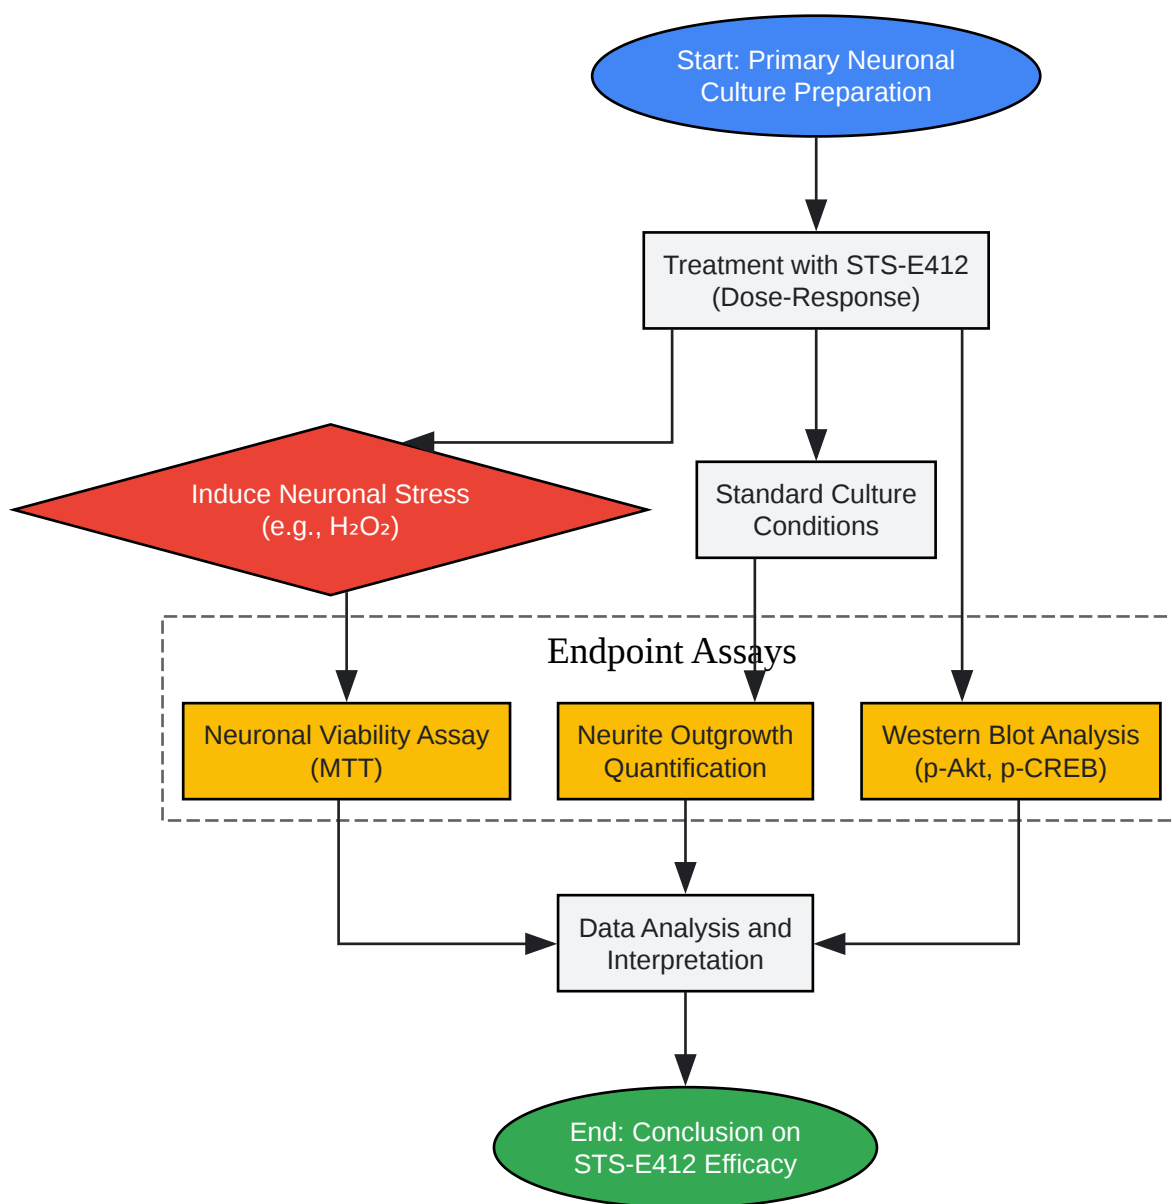 Start: Primary Neuronal
Culture Preparation
Treatment with STS-E412
(Dose-Response)
Induce Neuronal Stress
(e.g., H₂O₂)
Standard Culture
Conditions
Endpoint Assays
Neuronal Viability Assay
(MTT)
Neurite Outgrowth
Quantification
Western Blot Analysis
(p-Akt, p-CREB)
Data Analysis and
Interpretation
End: Conclusion on
STS-E412 Efficacy